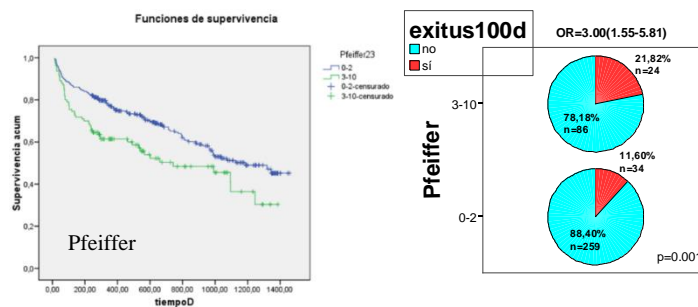 Funciones de supervivencia
Supervivencia acum
1,0
0,8
0,6
0,4
0,2
0,0
Pfeiffer
,00
200,00
400,00
600,00
800,00
1000,00
1200,00
1400,00
tiempoD
Pfeiffer23
0-2
3-10
0-2-censurado
3-10-censurado
exitus100d
no
sí
OR=3.00(1.55-5.81)
Pfeiffer
3-10
21,82%
n=24
78,18%
n=86
0-2
11,60%
n=34
88,40%
n=259
p=0.001